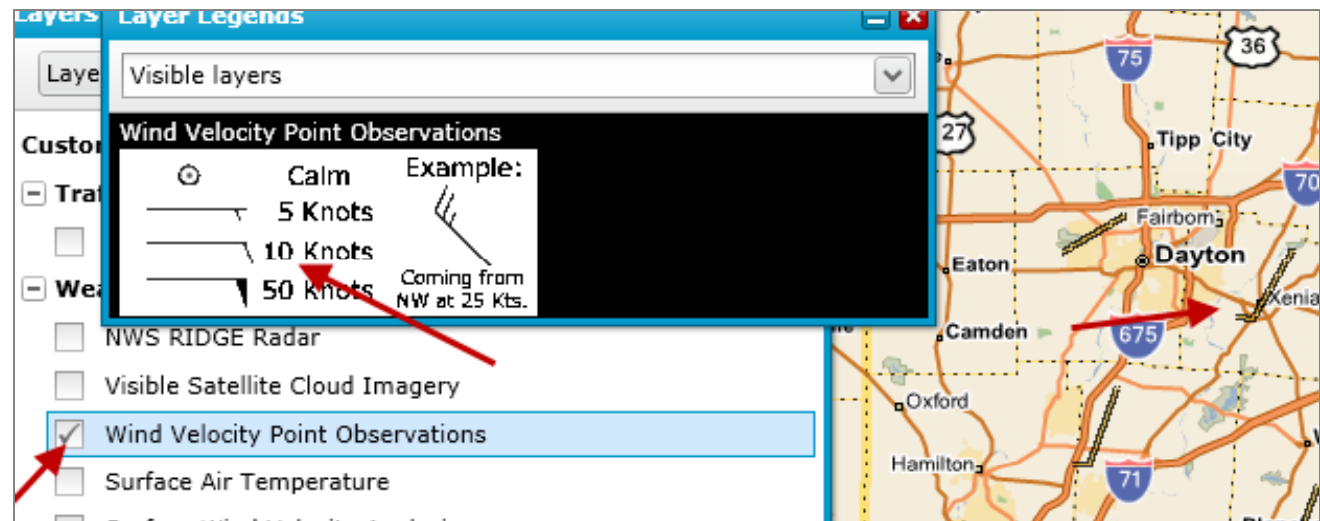 Layers
Layer Legends
Laye
Visible layers
Wind Velocity Point Observations
Calm
Example:
5 Knots
10 Knots
50 Knots
Coming from
NW at 25 Kts.
Custo
Traf
Wea
NWS RIDGE Radar
Visible Satellite Cloud Imagery
Wind Velocity Point Observations
Surface Air Temperature
75
36
27
Tipp City
70
Fairborn
Dayton
Eaton
Xenia
Camden
675
Oxford
Hamilton
71